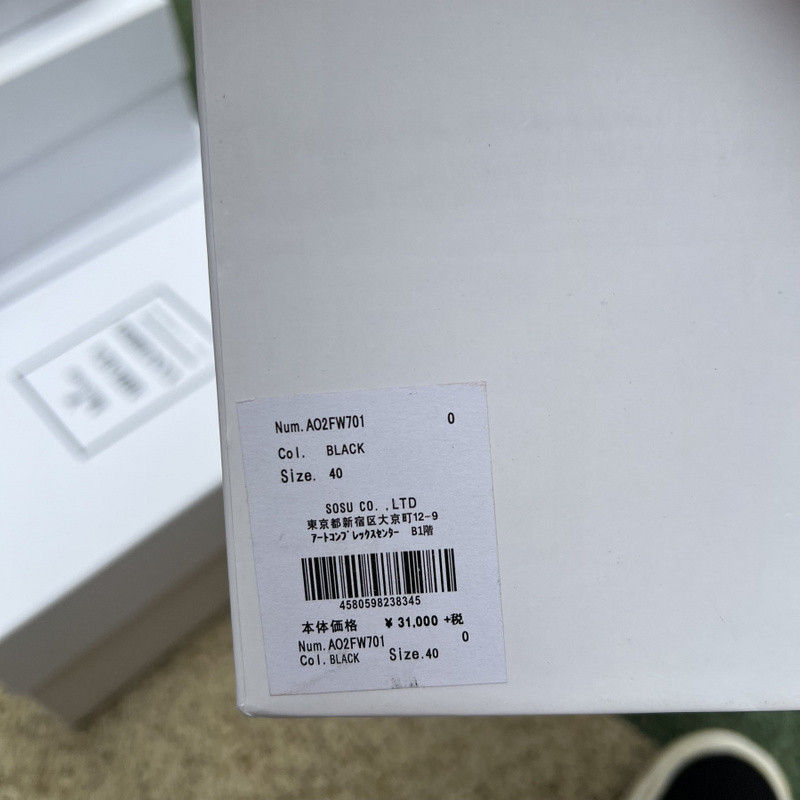 Num.A02FW701 0
Col. BLACK
Size. 40
SOSU CO.,LTD
東京都新宿区大京町12-9
ｱｰﾄｺﾝﾌﾟﾚｯｸｽｾﾝﾀｰ B1階
4580598238345
本体価格 ¥31,000 +税
Num.A02FW701 0
Col.BLACK Size.40